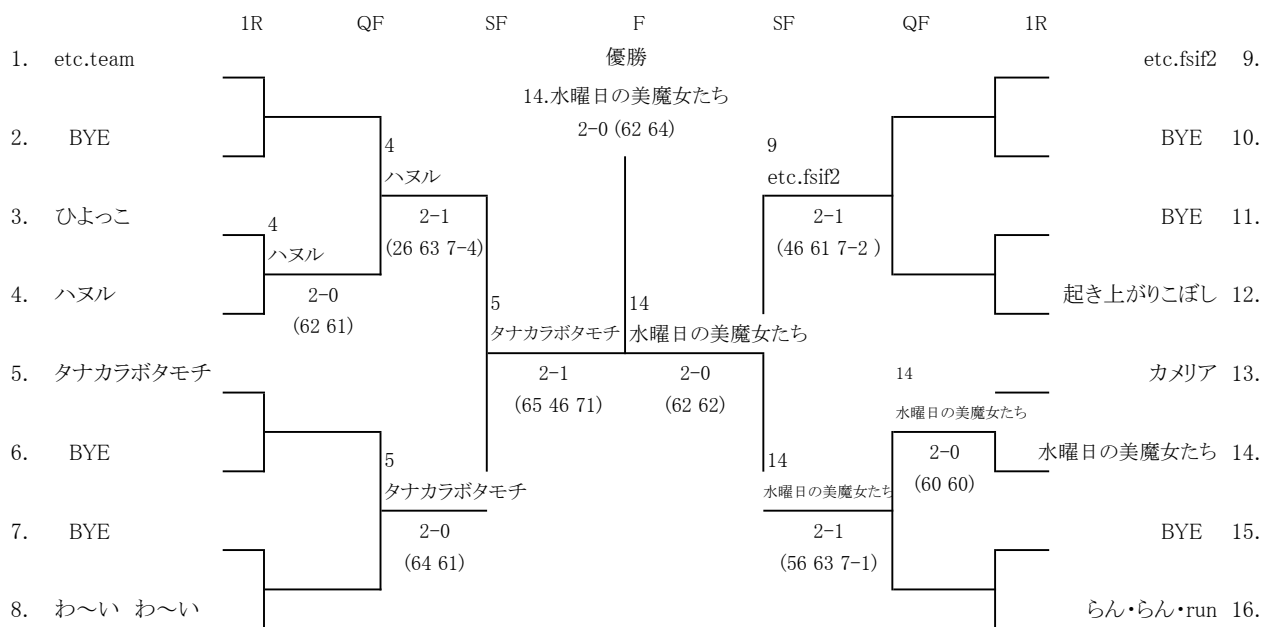 1R QF SF F SF QF 1R
1. etc.team 優勝 etc.fsif2 9.
14.水曜日の美魔女たち
2. BYE 4 2-0 (62 64) 9 BYE 10.
ハヌル etc.fsif2
3. ひよっこ 4 2-1 2-1 BYE 11.
ハヌル (26 63 7-4) (46 61 7-2 )
4. ハヌル 2-0 5 14 起き上がりこぼし 12.
(62 61) タナカラボタモチ 水曜日の美魔女たち
5. タナカラボタモチ 2-1 2-0 14 カメリア 13.
(65 46 71) (62 62) 水曜日の美魔女たち
6. BYE 5 14 2-0 水曜日の美魔女たち 14.
タナカラボタモチ 水曜日の美魔女たち (60 60)
7. BYE 2-0 2-1 BYE 15.
(64 61) (56 63 7-1)
8. わ~い わ~い らん・らん・run 16.